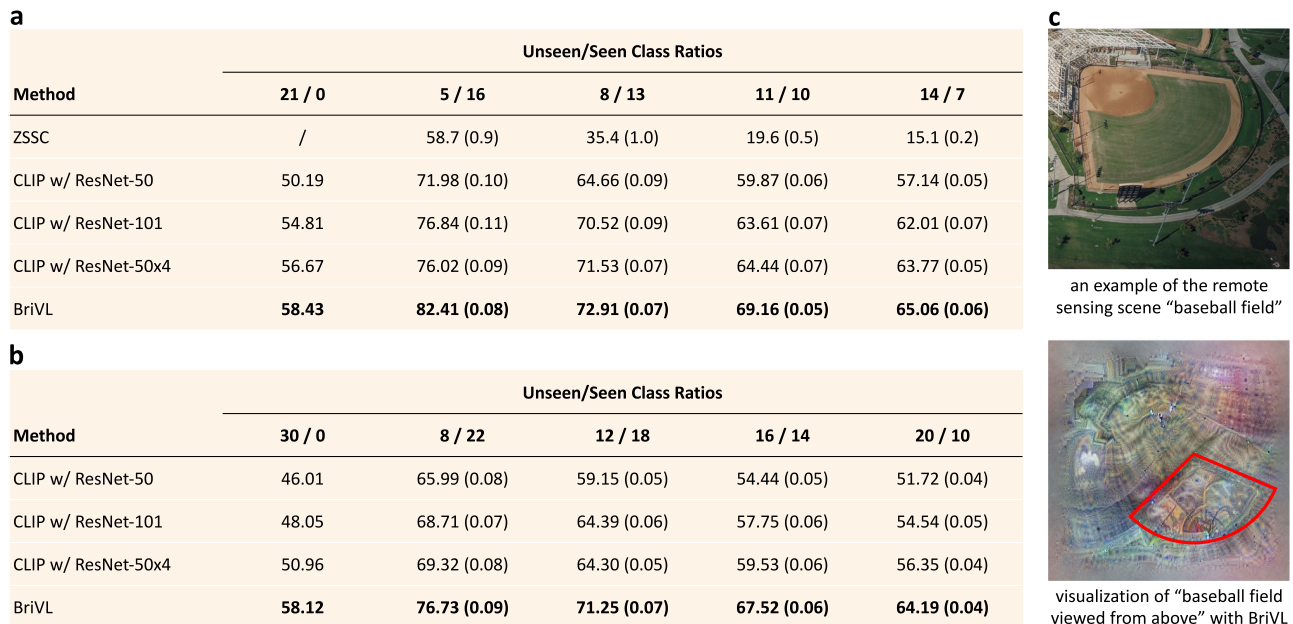 a
Unseen/Seen Class Ratios
Method 21 / 0 5 / 16 8 / 13 11 / 10 14 / 7
ZSSC / 58.7 (0.9) 35.4 (1.0) 19.6 (0.5) 15.1 (0.2)
CLIP w/ ResNet-50 50.19 71.98 (0.10) 64.66 (0.09) 59.87 (0.06) 57.14 (0.05)
CLIP w/ ResNet-101 54.81 76.84 (0.11) 70.52 (0.09) 63.61 (0.07) 62.01 (0.07)
CLIP w/ ResNet-50x4 56.67 76.02 (0.09) 71.53 (0.07) 64.44 (0.07) 63.77 (0.05)
BriVL 58.43 82.41 (0.08) 72.91 (0.07) 69.16 (0.05) 65.06 (0.06)
b
Unseen/Seen Class Ratios
Method 30 / 0 8 / 22 12 / 18 16 / 14 20 / 10
CLIP w/ ResNet-50 46.01 65.99 (0.08) 59.15 (0.05) 54.44 (0.05) 51.72 (0.04)
CLIP w/ ResNet-101 48.05 68.71 (0.07) 64.39 (0.06) 57.75 (0.06) 54.54 (0.05)
CLIP w/ ResNet-50x4 50.96 69.32 (0.08) 64.30 (0.05) 59.53 (0.06) 56.35 (0.04)
BriVL 58.12 76.73 (0.09) 71.25 (0.07) 67.52 (0.06) 64.19 (0.04)
c
an example of the remote
sensing scene “baseball field”
visualization of “baseball field
viewed from above” with BriVL